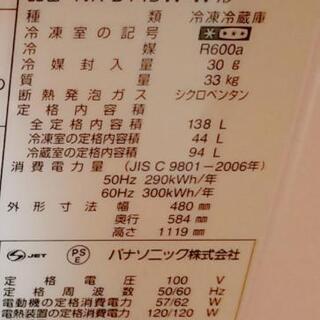 種 類 冷凍冷蔵庫
冷凍室の記号 * ***
冷 媒 R600a
冷媒封入量 30 g
質 量 33 kg
断熱発泡ガス シクロペンタン
定格内容積
全定格内容積 138 L
冷凍室の定格内容積 44 L
冷蔵室の定格内容積 94 L
消費電力量 (JIS C 9801-2006年)
50Hz 290kWh/年
60Hz 300kWh/年
外形寸法 幅 480 mm
奥行 584 mm
高さ 1119 mm
JET PS E パナソニック株式会社
定格電圧 100 V
定格周波数 50/60 Hz
電動機の定格消費電力 57/62 W
電熱装置の定格消費電力 120/120 W